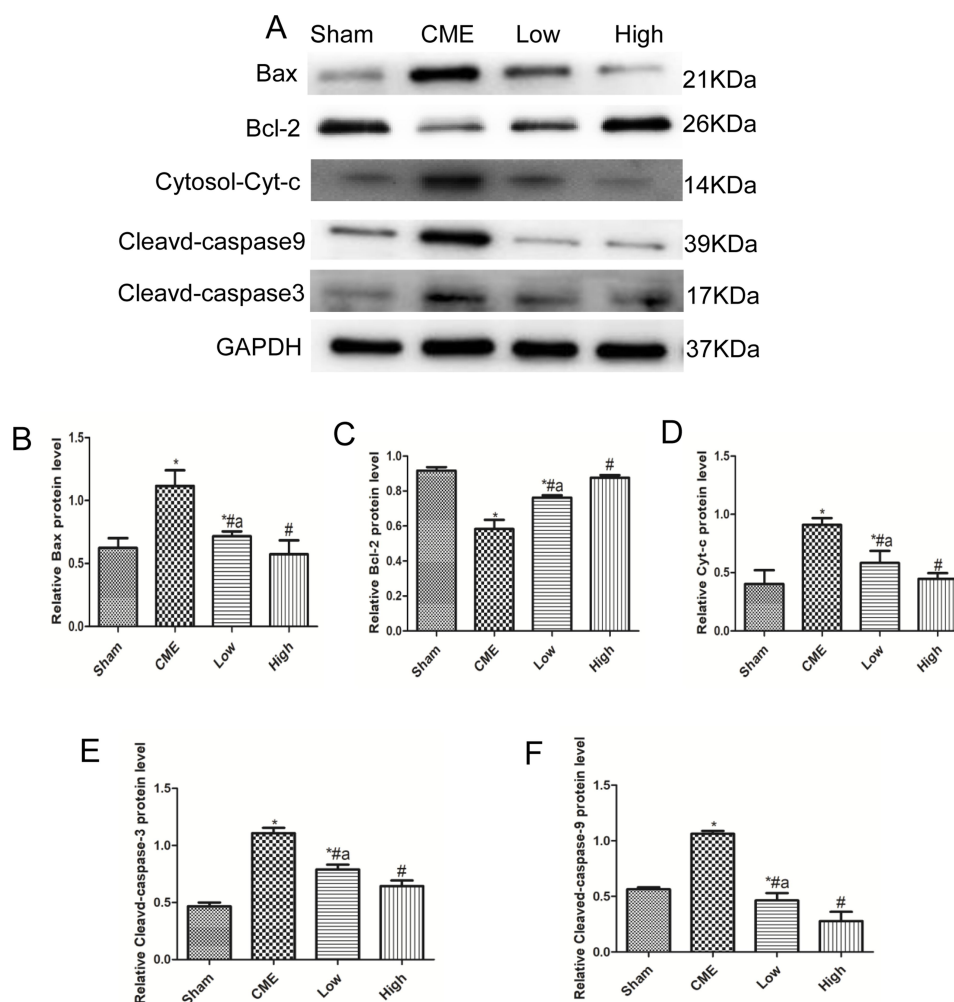 A Sham CME Low High
Bax 21KDa
Bcl-2 26KDa
Cytosol-Cyt-c 14KDa
Cleavd-caspase9 39KDa
Cleavd-caspase3 17KDa
GAPDH 37KDa
B
Relative Bax protein level
1.5
1.0
0.5
0.0
*
*#a
#
Sham CME Low High
C
Relative Bcl-2 protein level
1.0
0.8
0.6
0.4
0.2
0.0
*
*#a
#
Sham CME Low High
D
Relative Cyt-c protein level
1.5
1.0
0.5
0.0
*
*#a
#
Sham CME Low High
E
Relative Cleavd-caspase-3 protein level
1.5
1.0
0.5
0.0
*
*#a
#
Sham CME Low High
F
Relative Cleaved-caspase-9 protein level
1.5
1.0
0.5
0.0
*
*#a
#
Sham CME Low High